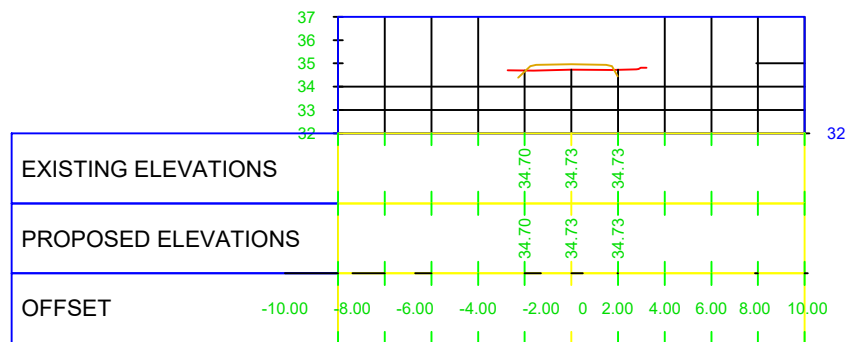 37
36
35
34
33
32
32
EXISTING ELEVATIONS 34.70 34.73 34.73
PROPOSED ELEVATIONS 34.70 34.73 34.73
OFFSET -10.00 -8.00 -6.00 -4.00 -2.00 0 2.00 4.00 6.00 8.00 10.00